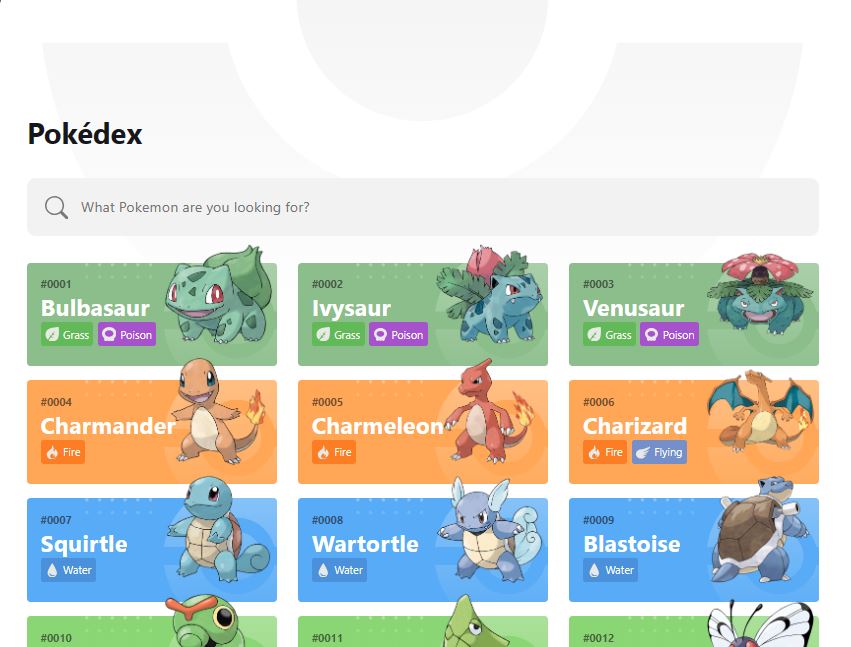 Pokédex
What Pokemon are you looking for?
#0001
Bulbasaur
Grass Poison
#0002
Ivysaur
Grass Poison
#0003
Venusaur
Grass Poison
#0004
Charmander
Fire
#0005
Charmeleon
Fire
#0006
Charizard
Fire Flying
#0007
Squirtle
Water
#0008
Wartortle
Water
#0009
Blastoise
Water
#0010
#0011
#0012